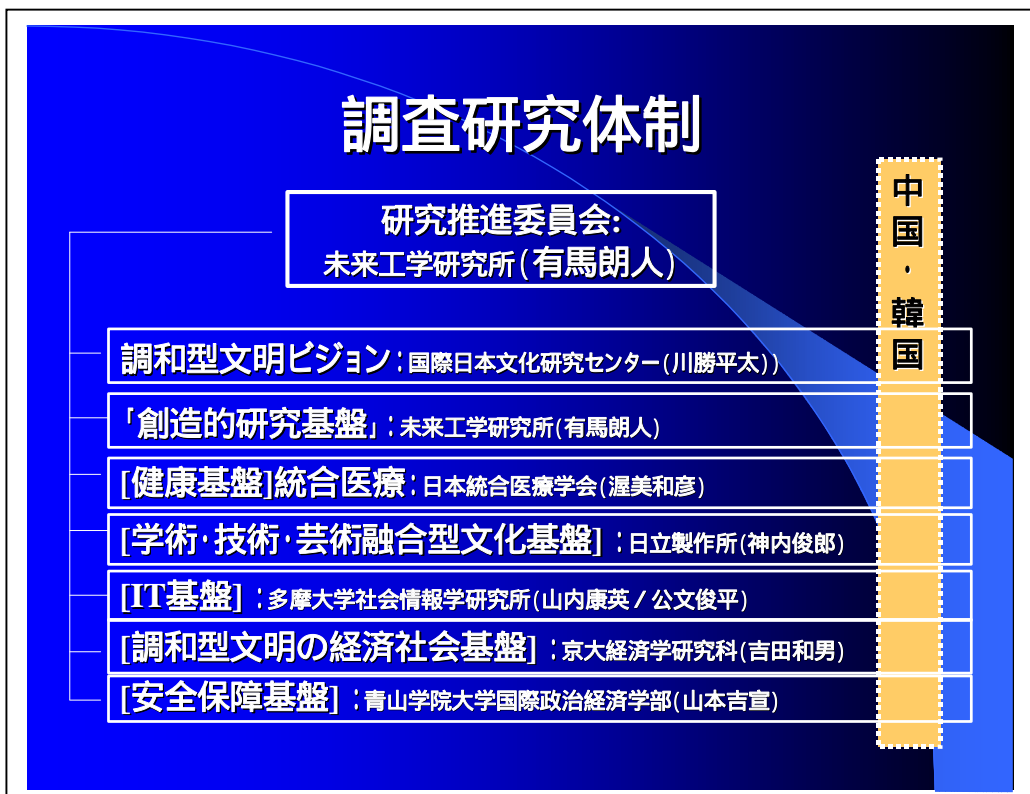 調査研究体制
研究推進委員会:
未来工学研究所(有馬朗人)
中国・韓国
調和型文明ビジョン:国際日本文化研究センター(川勝平太))
「創造的研究基盤」:未来工学研究所(有馬朗人)
[健康基盤]統合医療:日本統合医療学会(渥美和彦)
[学術・技術・芸術融合型文化基盤] :日立製作所(神内俊郎)
[IT基盤] :多摩大学社会情報学研究所(山内康英/公文俊平)
[調和型文明の経済社会基盤] :京大経済学研究科(吉田和男)
[安全保障基盤] :青山学院大学国際政治経済学部(山本吉宣)